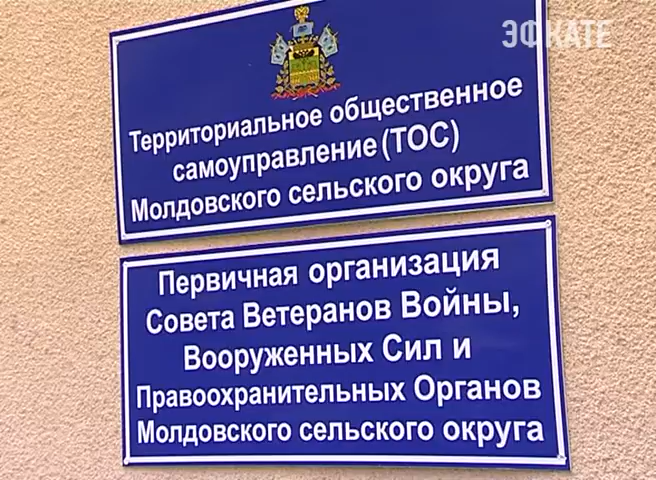 ЭФКАТЕ
Территориальное общественное
самоуправление (ТОС)
Молдовского сельского округа
Первичная организация
Совета Ветеранов Войны,
Вооруженных Сил и
Правоохранительных Органов
Молдовского сельского округа